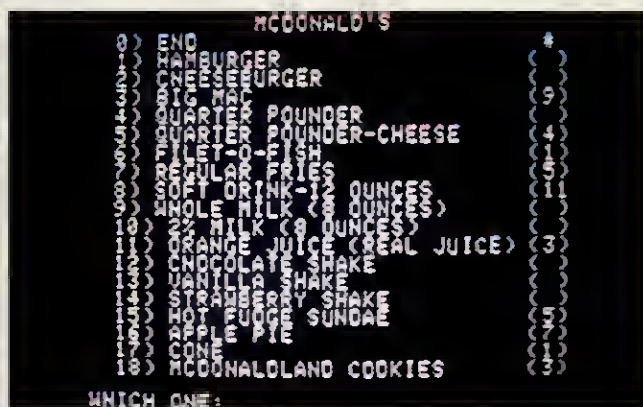 MCDONALD'S
0) END #
1) HAMBURGER ( )
2) CHEESEBURGER ( )
3) BIG MAC (9)
4) QUARTER POUNDER ( )
5) QUARTER POUNDER-CHEESE (4)
6) FILET-O-FISH (1)
7) REGULAR FRIES (5)
8) SOFT DRINK-12 OUNCES (11
9) WHOLE MILK (8 OUNCES) ( )
10) 2% MILK (8 OUNCES) ( )
11) ORANGE JUICE (REAL JUICE) (3)
12) CHOCOLATE SHAKE ( )
13) VANILLA SHAKE ( )
14) STRAWBERRY SHAKE ( )
15) HOT FUDGE SUNDAE (5)
16) APPLE PIE (7)
17) CONE (1)
18) MCDONALDLAND COOKIES (3)
WHICH ONE: